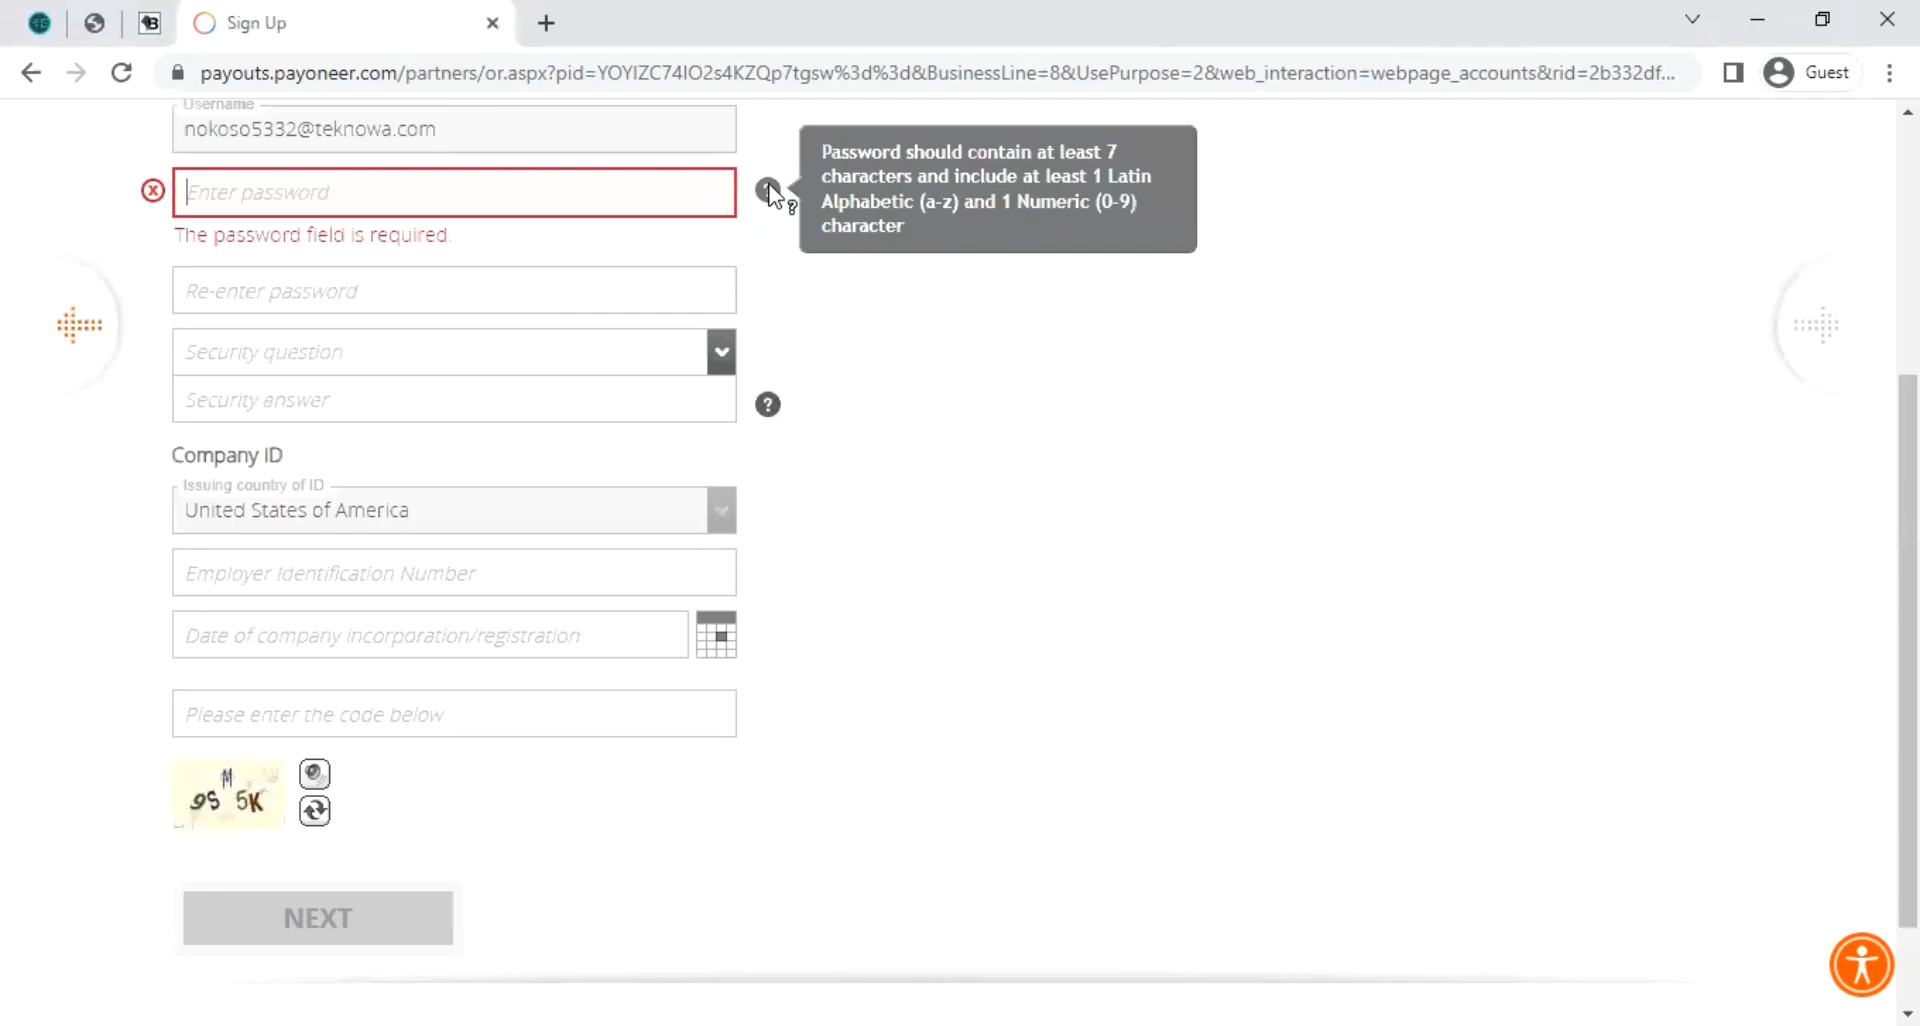 Sign Up
payouts.payoneer.com/partners/or.aspx?pid=YOYIZC74IO2s4KZQp7tgsw%3d%3d&BusinessLine=8&UsePurpose=2&web_interaction=webpage_accounts&rid=2b332df...
Guest
Username
nokoso5332@teknowa.com
Enter password
The password field is required.
Password should contain at least 7
characters and include at least 1 Latin
Alphabetic (a-z) and 1 Numeric (0-9)
character
Re-enter password
Security question
Security answer
?
Company ID
Issuing country of ID
United States of America
Employer Identification Number
Date of company incorporation/registration
Please enter the code below
9S M 5K
NEXT